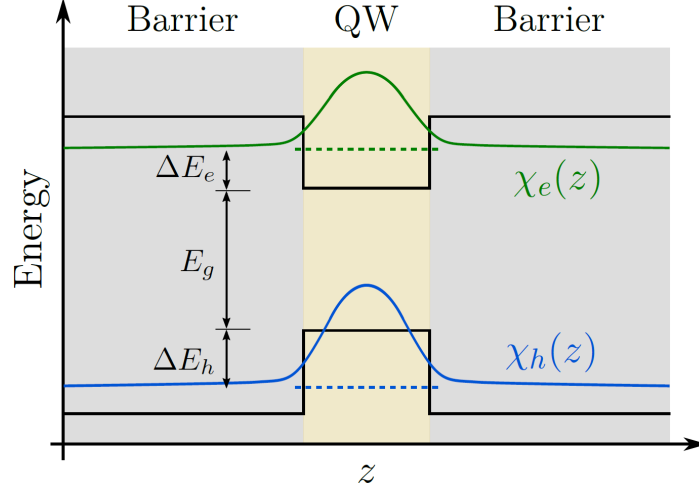 Barrier QW Barrier
Energy
ΔE_e
χ_e(z)
E_g
ΔE_h
χ_h(z)
z